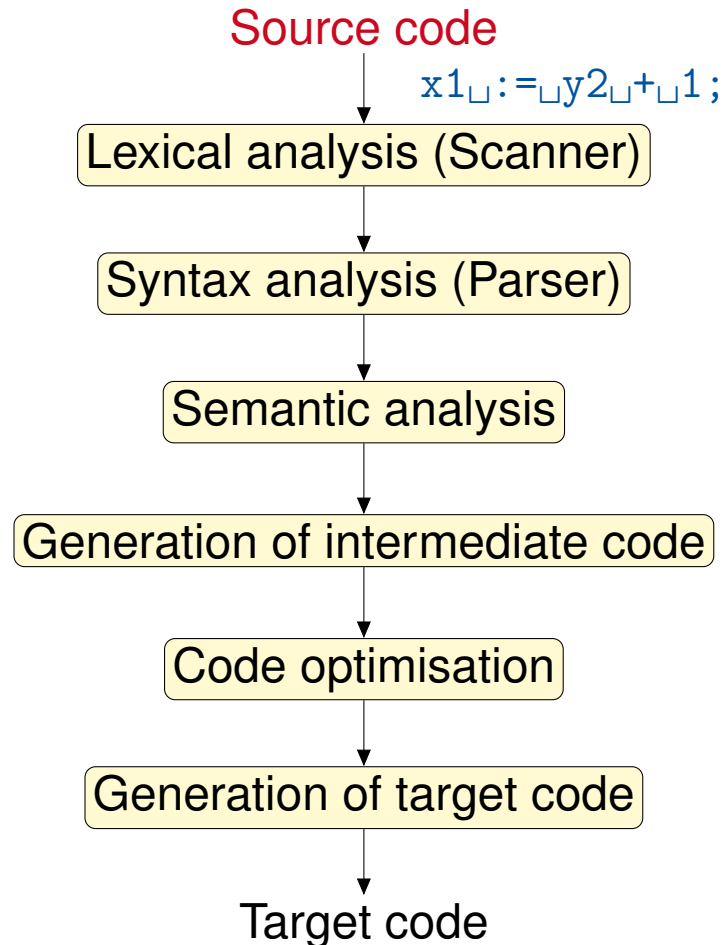 Source code
x1␣:=␣y2␣+␣1;
Lexical analysis (Scanner)
Syntax analysis (Parser)
Semantic analysis
Generation of intermediate code
Code optimisation
Generation of target code
Target code